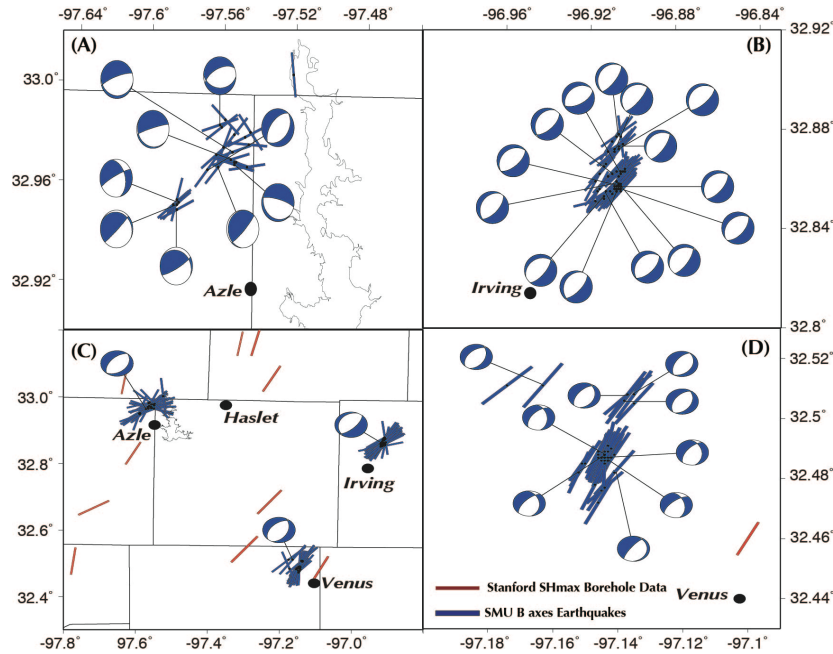 -97.64 -97.6 -97.56 -97.52 -97.48
-96.96 -96.92 -96.88 -96.84
(A)
33.0°
32.96°
32.92°
Azle
(B)
32.92°
32.88°
32.84°
32.8°
Irving
(C)
33.0°
32.8°
32.6°
32.4°
Azle
Haslet
Irving
Venus
-97.8 -97.6 -97.4 -97.2 -97.0
(D)
32.52°
32.5°
32.48°
32.46°
32.44°
Stanford SHmax Borehole Data
SMU B axes Earthquakes
Venus
-97.18 -97.16 -97.14 -97.12 -97.1